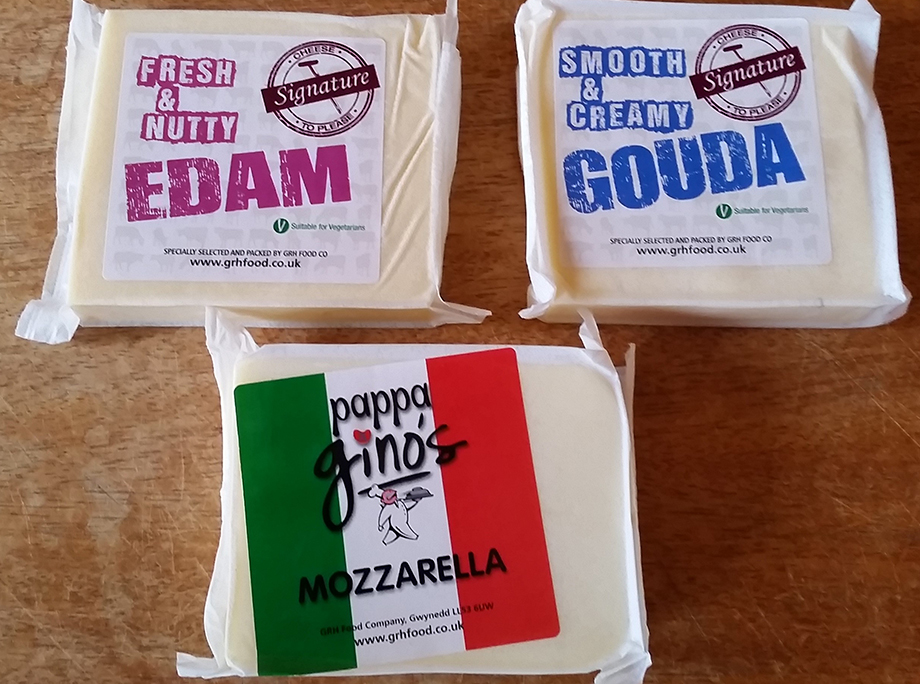 FRESH
&
NUTTY
CHEESE
Signature
TO PLEASE
EDAM
V Suitable for Vegetarians
SPECIALLY SELECTED AND PACKED BY GRH FOOD CO
www.grhfood.co.uk
SMOOTH
&
CREAMY
CHEESE
Signature
TO PLEASE
GOUDA
V Suitable for Vegetarians
SPECIALLY SELECTED AND PACKED BY GRH FOOD CO
www.grhfood.co.uk
pappa
gino's
MOZZARELLA
GRH Food Company, Gwynedd LL53 6UW
www.grhfood.co.uk